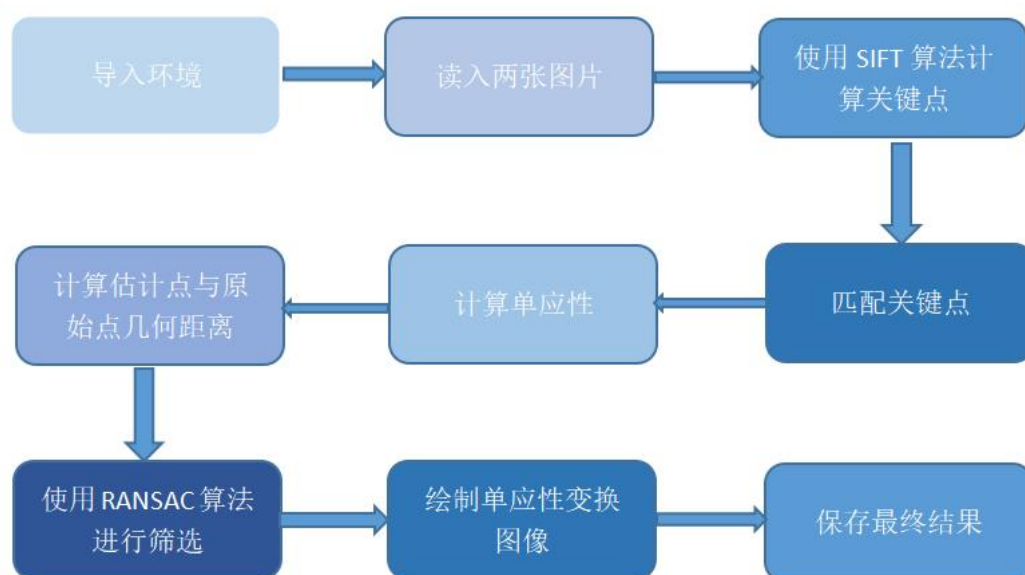 导入环境
读入两张图片
使用 SIFT 算法计
算关键点
匹配关键点
计算单应性
计算估计点与原
始点几何距离
使用 RANSAC 算法
进行筛选
绘制单应性变换
图像
保存最终结果